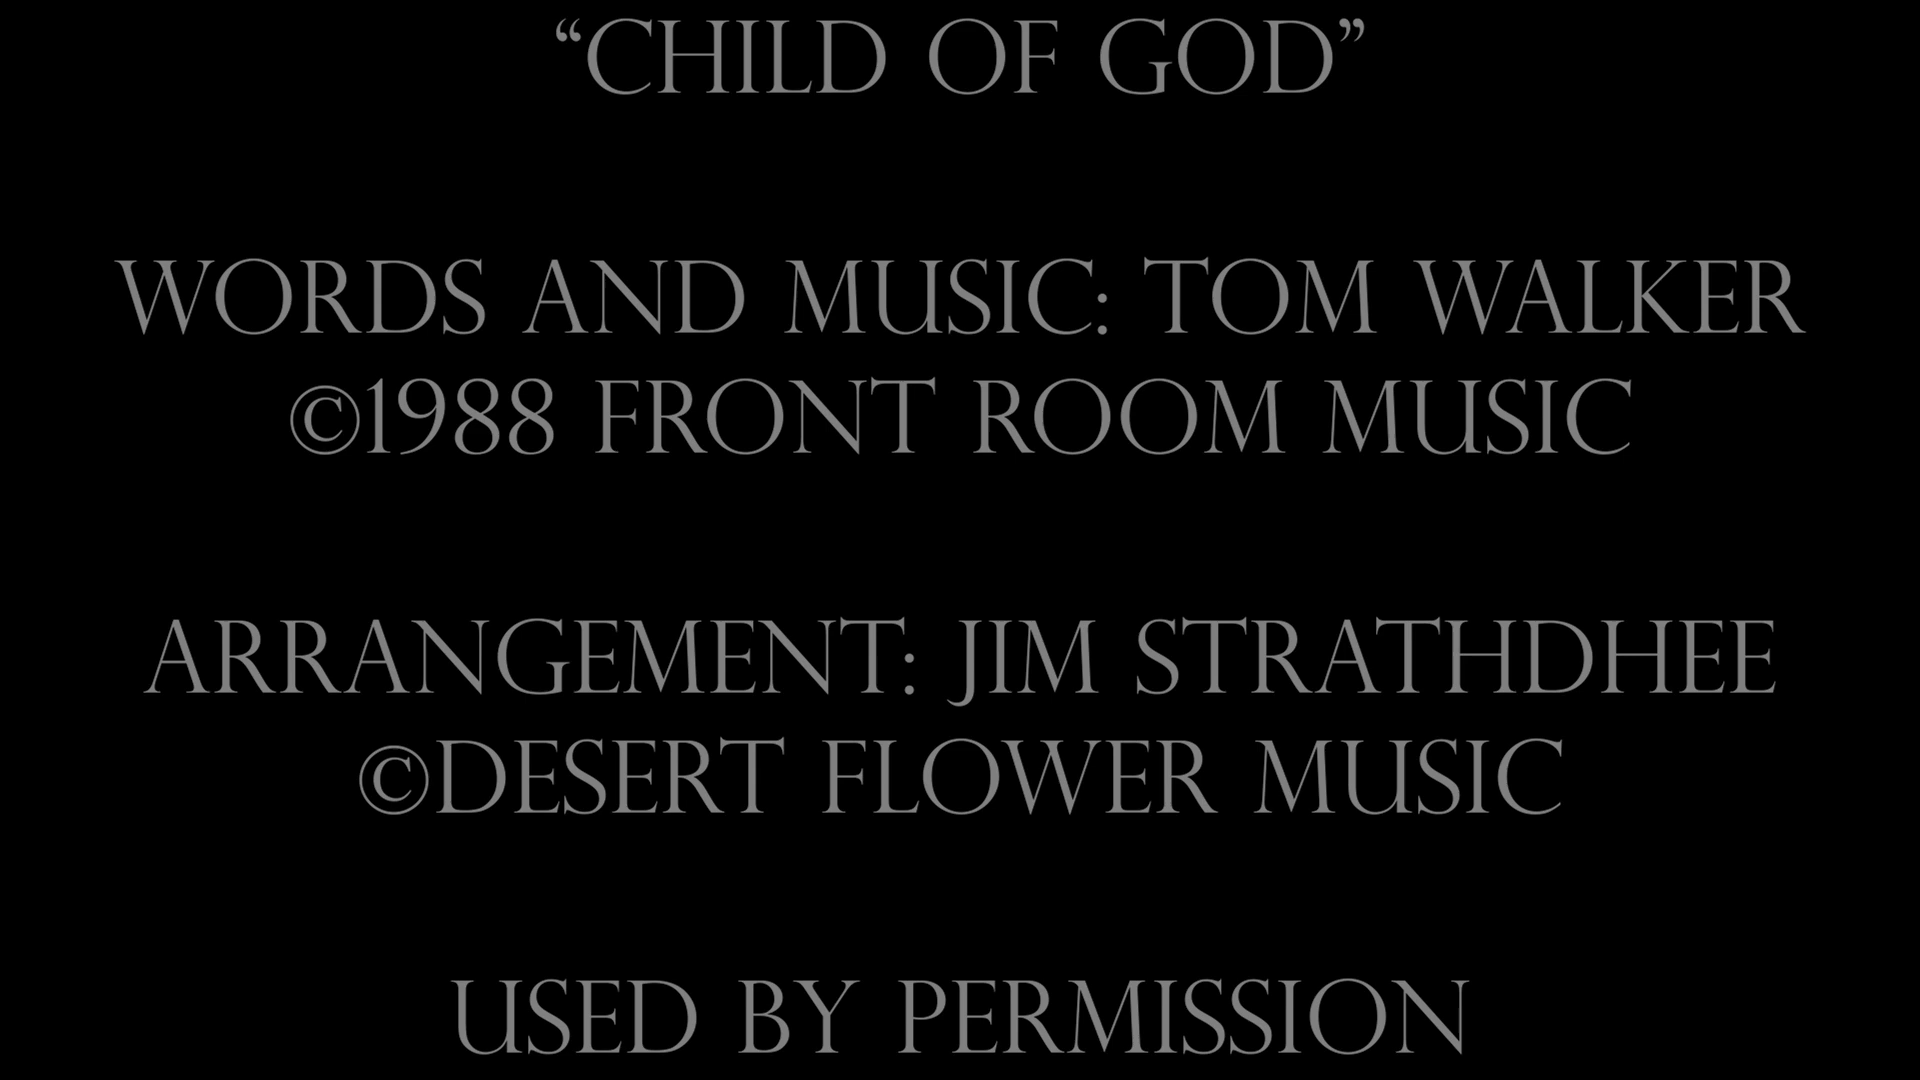 “CHILD OF GOD”
WORDS AND MUSIC: TOM WALKER
©1988 FRONT ROOM MUSIC
ARRANGEMENT: JIM STRATHDHEE
©DESERT FLOWER MUSIC
USED BY PERMISSION